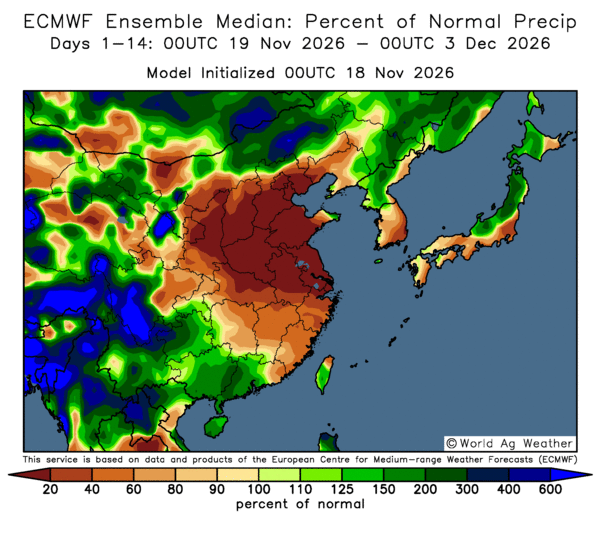 ECMWF Ensemble Median: Percent of Normal Precip
Days 1-14: 00UTC 19 Nov 2026 - 00UTC 3 Dec 2026
Model Initialized 00UTC 18 Nov 2026
©World Ag Weather
This service is based on data and products of the European Centre for Medium-range Weather Forecasts (ECMWF)
20 40 60 80 90 100 110 125 150 200 300 400 600
percent of normal